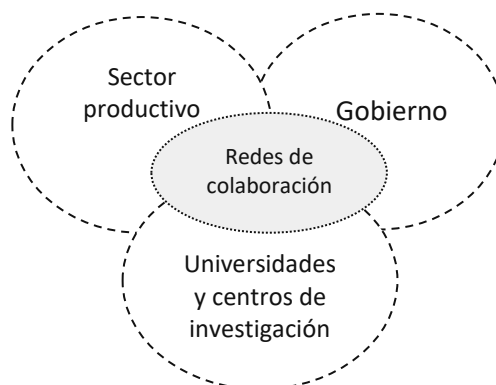 Sector
productivo
Gobierno
Redes de
colaboración
Universidades
y centros de
investigación